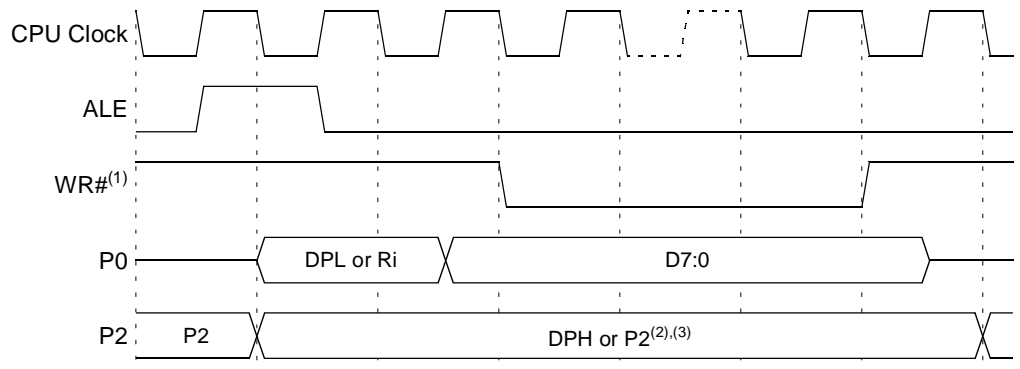 CPU Clock
ALE
WR#(1)
P0 DPL or Ri D7:0
P2 P2 DPH or P2(2),(3)